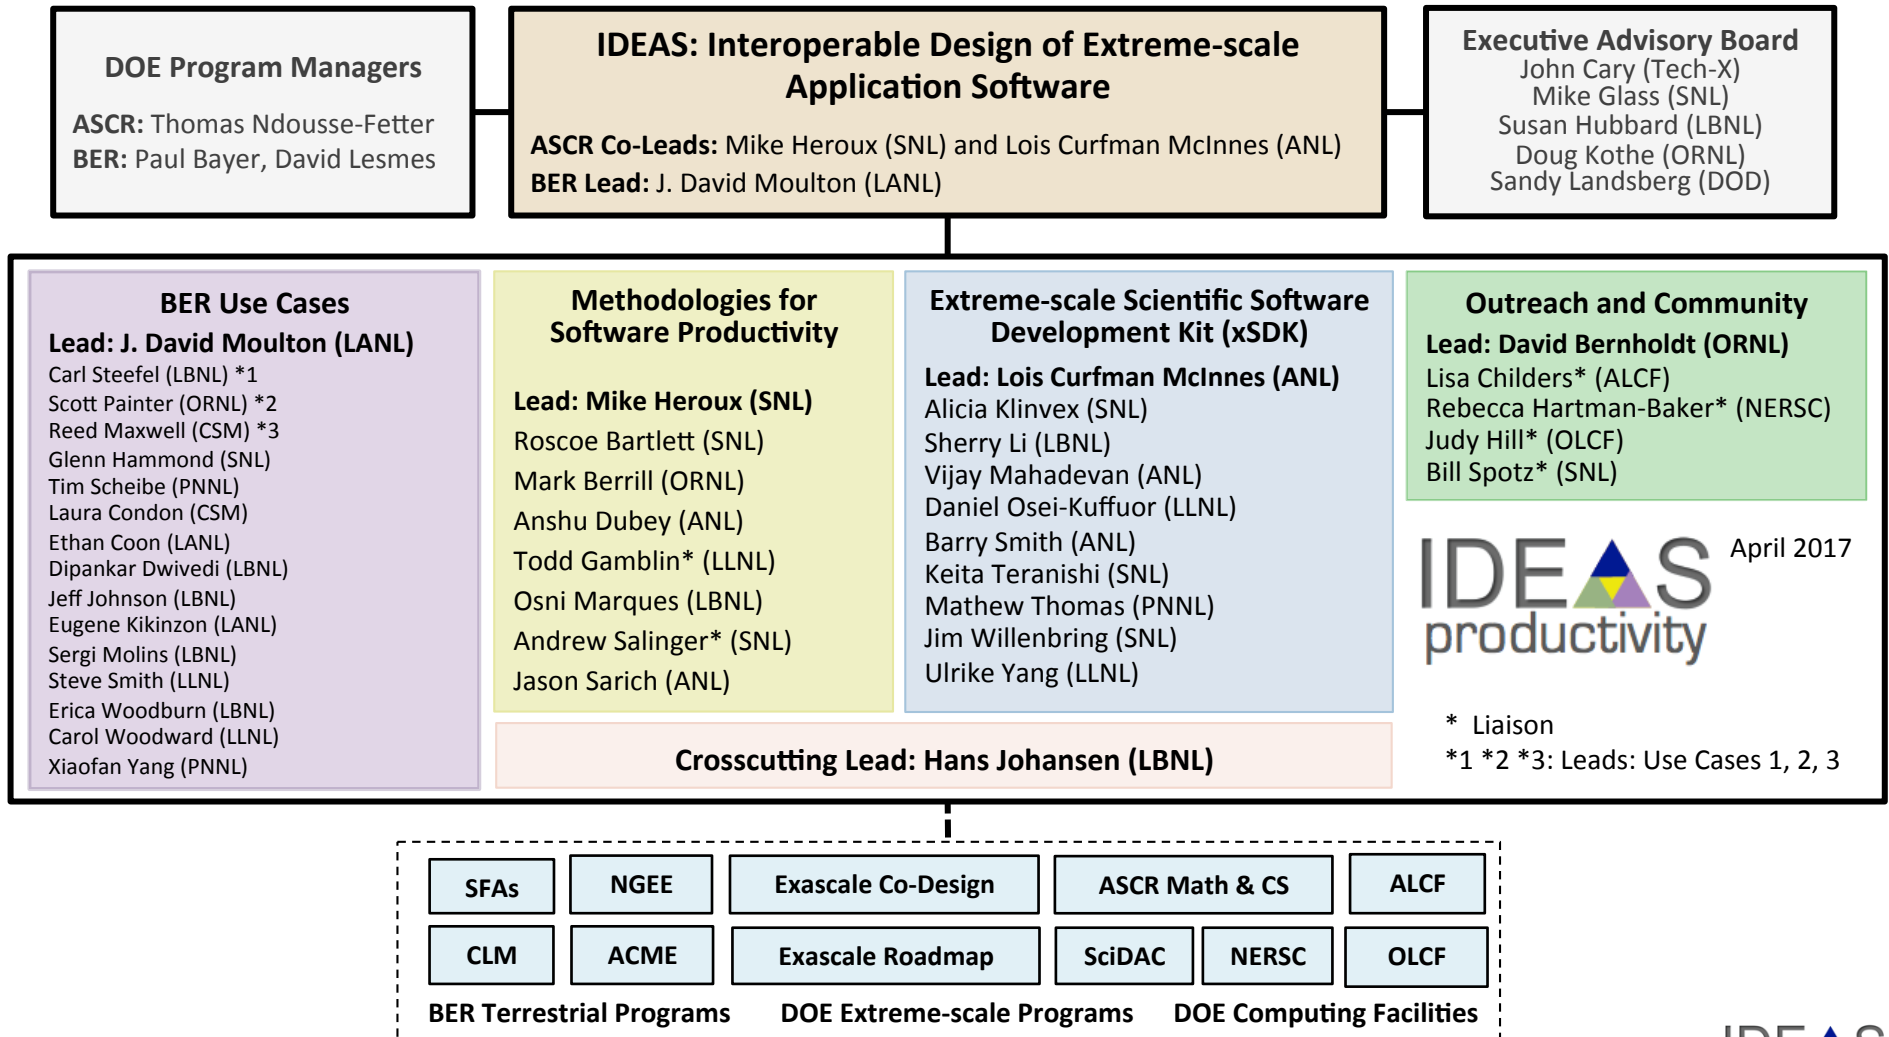 DOE Program Managers
ASCR: Thomas Ndousse-Fetter
BER: Paul Bayer, David Lesmes
IDEAS: Interoperable Design of Extreme-scale
Application Software
ASCR Co-Leads: Mike Heroux (SNL) and Lois Curfman McInnes (ANL)
BER Lead: J. David Moulton (LANL)
Executive Advisory Board
John Cary (Tech-X)
Mike Glass (SNL)
Susan Hubbard (LBNL)
Doug Kothe (ORNL)
Sandy Landsberg (DOD)
BER Use Cases
Lead: J. David Moulton (LANL)
Carl Steefel (LBNL) *1
Scott Painter (ORNL) *2
Reed Maxwell (CSM) *3
Glenn Hammond (SNL)
Tim Scheibe (PNNL)
Laura Condon (CSM)
Ethan Coon (LANL)
Dipankar Dwivedi (LBNL)
Jeff Johnson (LBNL)
Eugene Kikinzon (LANL)
Sergi Molins (LBNL)
Steve Smith (LLNL)
Erica Woodburn (LBNL)
Carol Woodward (LLNL)
Xiaofan Yang (PNNL)
Methodologies for
Software Productivity
Lead: Mike Heroux (SNL)
Roscoe Bartlett (SNL)
Mark Berrill (ORNL)
Anshu Dubey (ANL)
Todd Gamblin* (LLNL)
Osni Marques (LBNL)
Andrew Salinger* (SNL)
Jason Sarich (ANL)
Extreme-scale Scientific Software
Development Kit (xSDK)
Lead: Lois Curfman McInnes (ANL)
Alicia Klinvex (SNL)
Sherry Li (LBNL)
Vijay Mahadevan (ANL)
Daniel Osei-Kuffuor (LLNL)
Barry Smith (ANL)
Keita Teranishi (SNL)
Mathew Thomas (PNNL)
Jim Willenbring (SNL)
Ulrike Yang (LLNL)
Outreach and Community
Lead: David Bernholdt (ORNL)
Lisa Childers* (ALCF)
Rebecca Hartman-Baker* (NERSC)
Judy Hill* (OLCF)
Bill Spotz* (SNL)
IDEAS
productivity
April 2017
* Liaison
*1 *2 *3: Leads: Use Cases 1, 2, 3
Crosscutting Lead: Hans Johansen (LBNL)
SFAs
NGEE
Exascale Co-Design
ASCR Math & CS
ALCF
CLM
ACME
Exascale Roadmap
SciDAC
NERSC
OLCF
BER Terrestrial Programs
DOE Extreme-scale Programs
DOE Computing Facilities
IDEAS